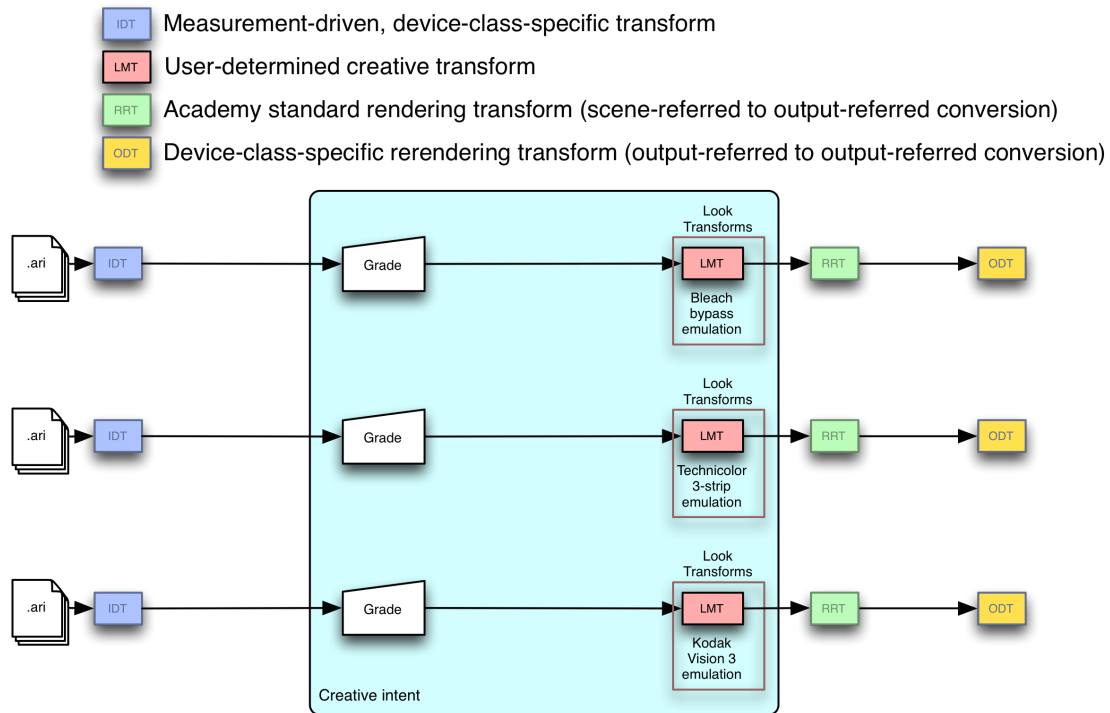 IDT Measurement-driven, device-class-specific transform
LMT User-determined creative transform
RRT Academy standard rendering transform (scene-referred to output-referred conversion)
ODT Device-class-specific rerendering transform (output-referred to output-referred conversion)
Look
Transforms
.ari IDT Grade LMT RRT ODT
Bleach
bypass
emulation
Look
Transforms
.ari IDT Grade LMT RRT ODT
Technicolor
3-strip
emulation
Look
Transforms
.ari IDT Grade LMT RRT ODT
Kodak
Vision 3
emulation
Creative intent